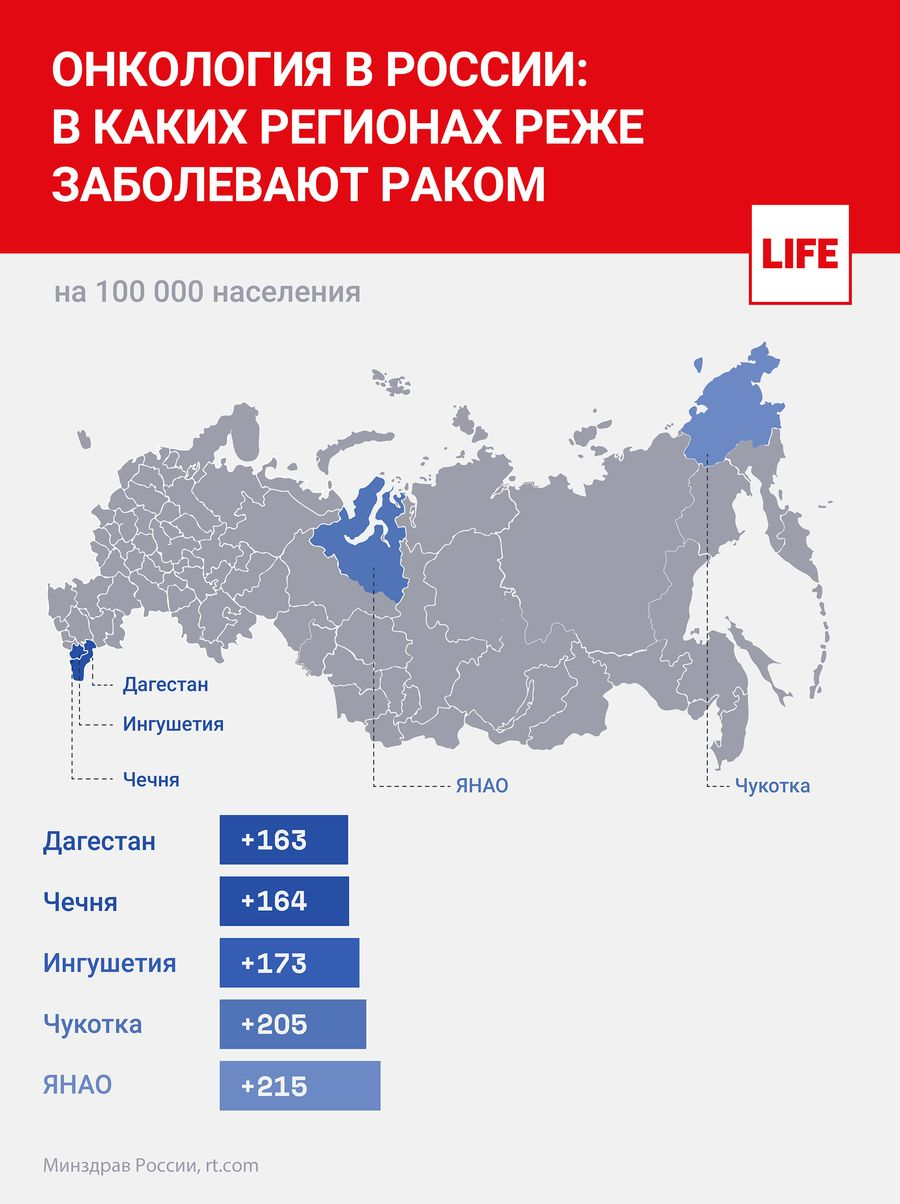 ОНКОЛОГИЯ В РОССИИ:
В КАКИХ РЕГИОНАХ РЕЖЕ
ЗАБОЛЕВАЮТ РАКОМ
LIFE
на 100 000 населения
Дагестан
Ингушетия
Чечня
ЯНАО
Чукотка
Дагестан +163
Чечня +164
Ингушетия +173
Чукотка +205
ЯНАО +215
Минздрав России, rt.com